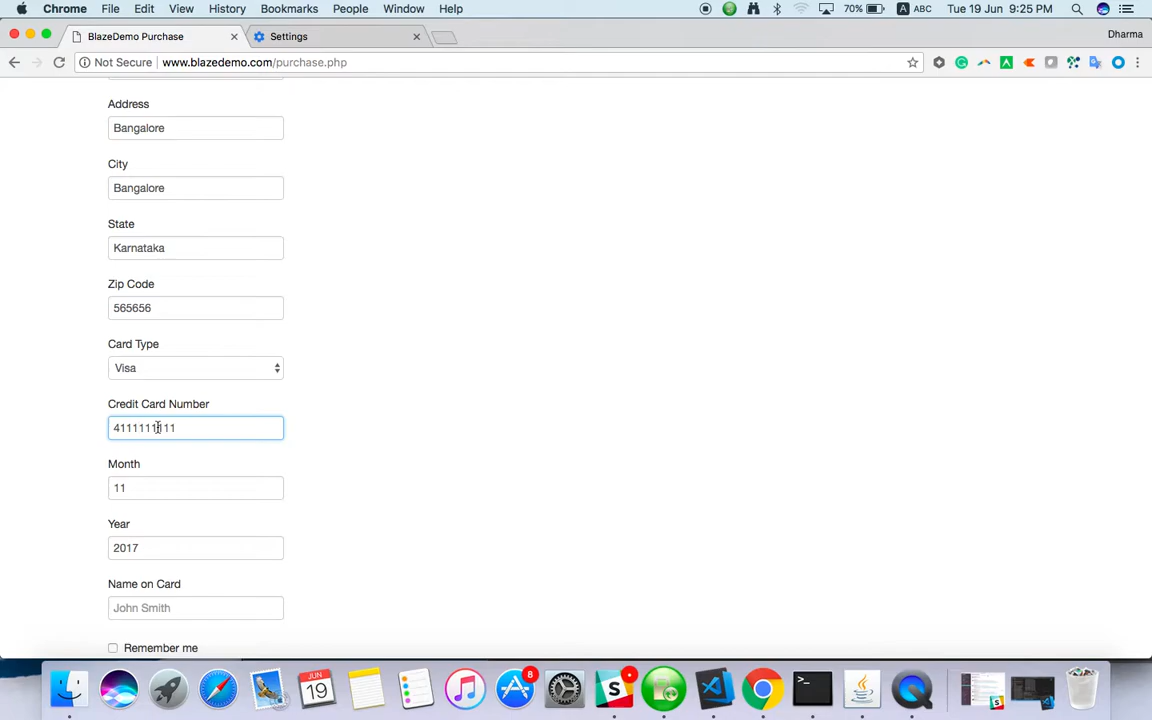 Chrome File Edit View History Bookmarks People Window Help 70% A ABC Tue 19 Jun 9:25 PM
BlazeDemo Purchase Settings Dharma
Not Secure www.blazedemo.com/purchase.php
Address
Bangalore
City
Bangalore
State
Karnataka
Zip Code
565656
Card Type
Visa
Credit Card Number
4111111111
Month
11
Year
2017
Name on Card
John Smith
Remember me
JUN
19
8